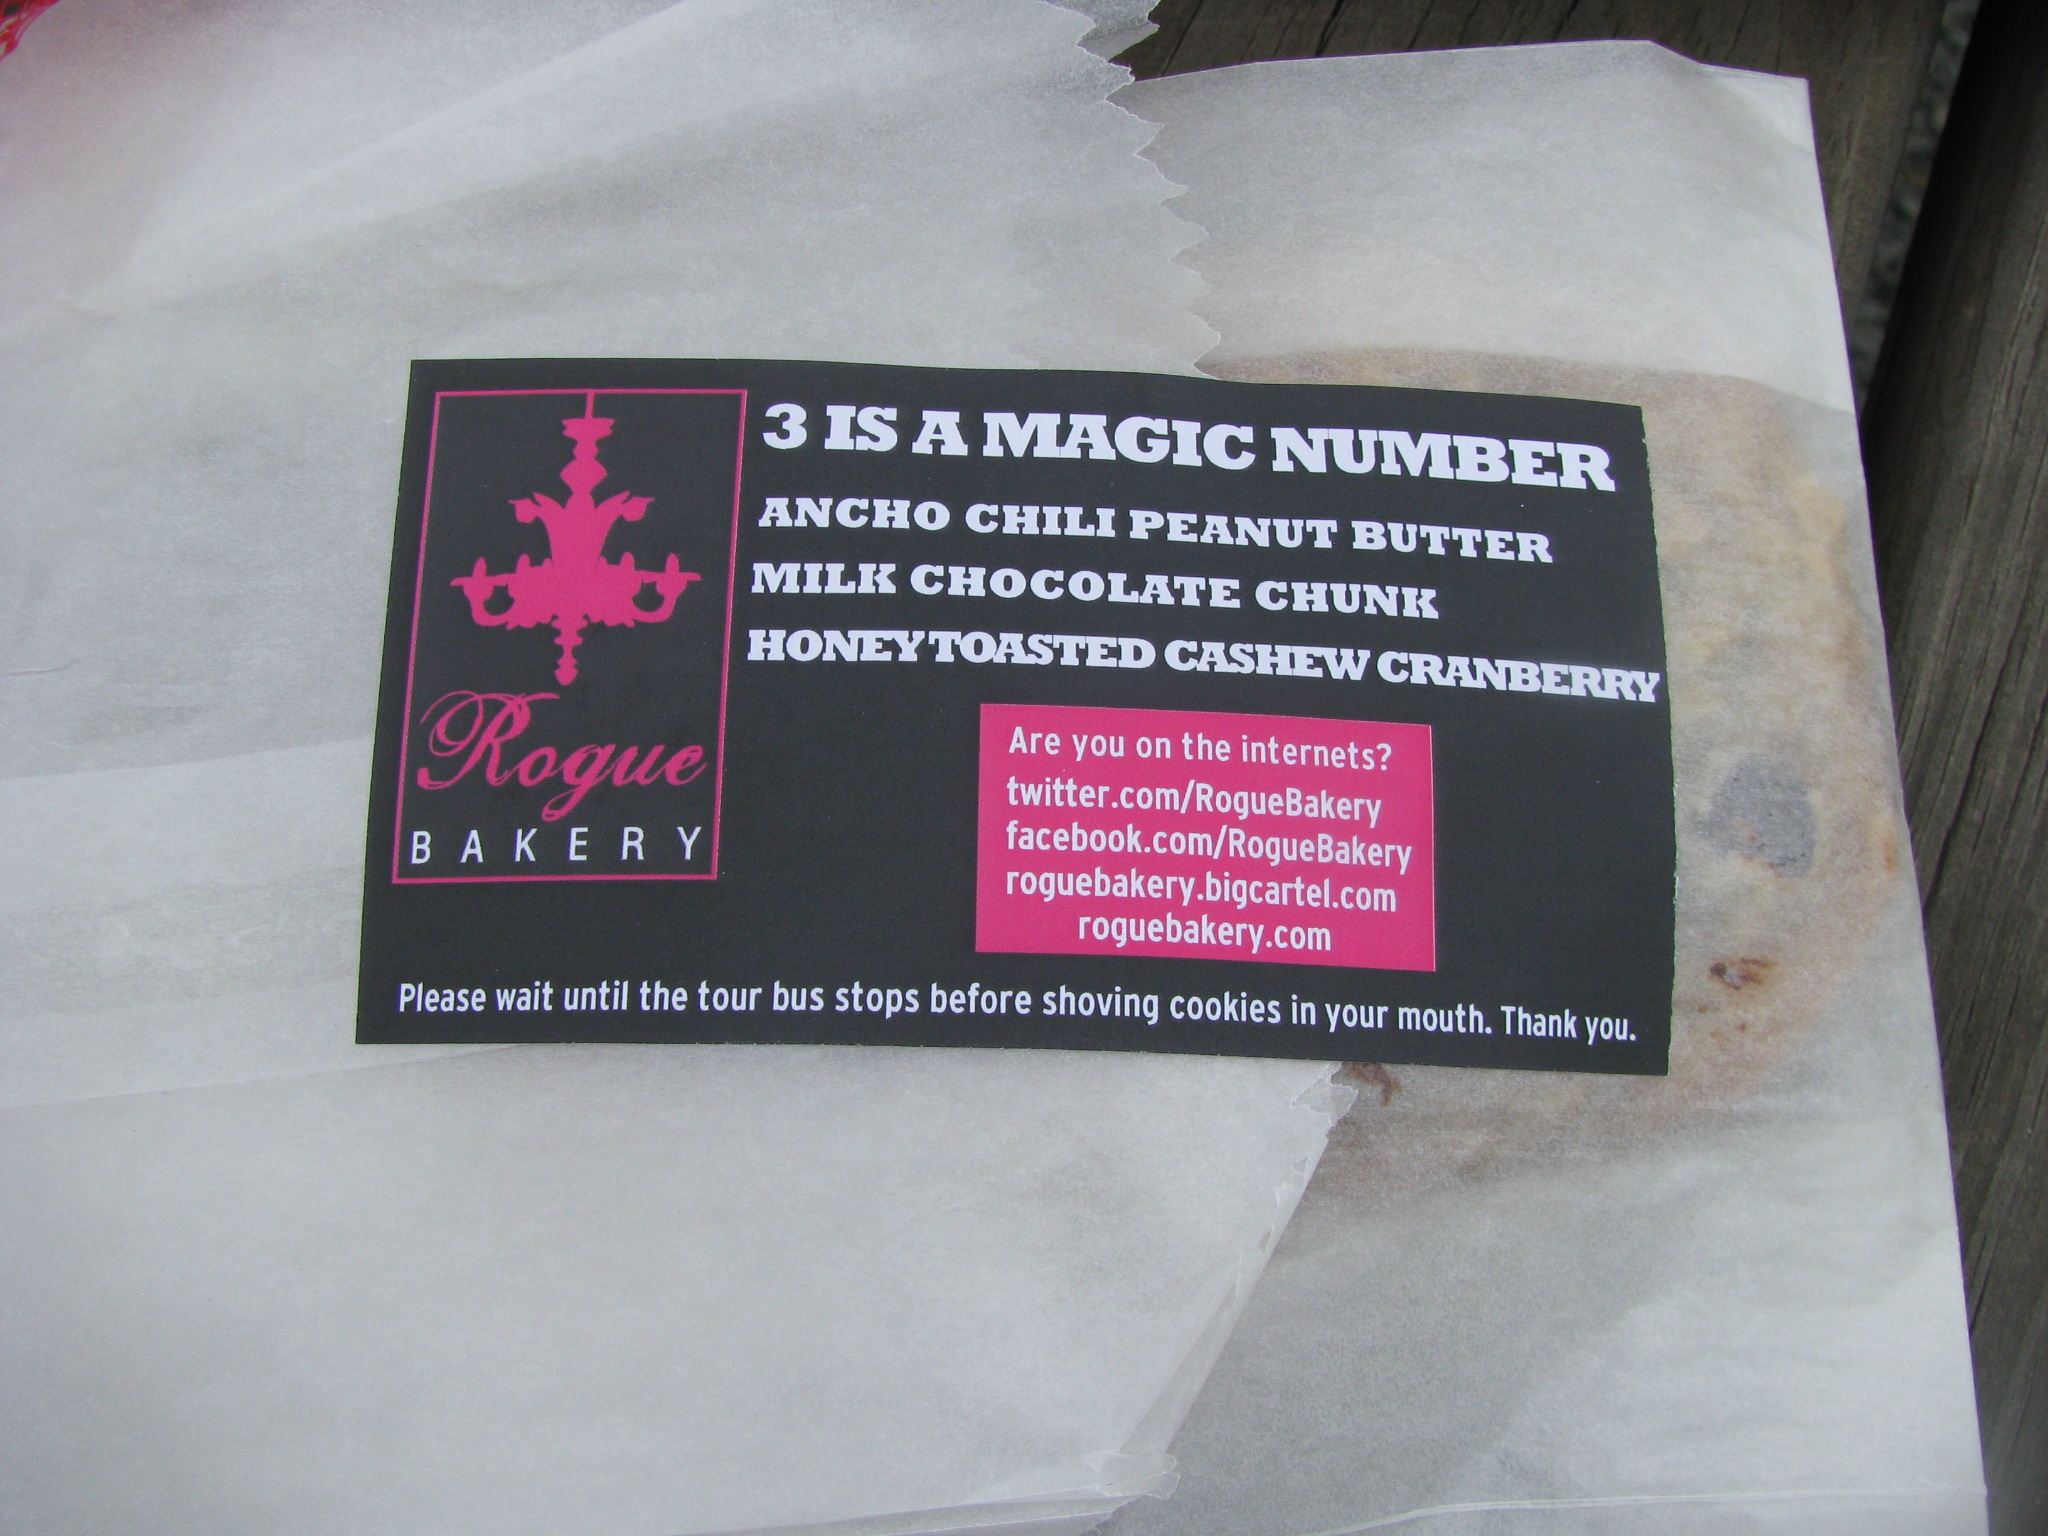 Rogue
BAKERY
3 IS A MAGIC NUMBER
ANCHO CHILI PEANUT BUTTER
MILK CHOCOLATE CHUNK
HONEY TOASTED CASHEW CRANBERRY
Are you on the internets?
twitter.com/RogueBakery
facebook.com/RogueBakery
roguebakery.bigcartel.com
roguebakery.com
Please wait until the tour bus stops before shoving cookies in your mouth. Thank you.